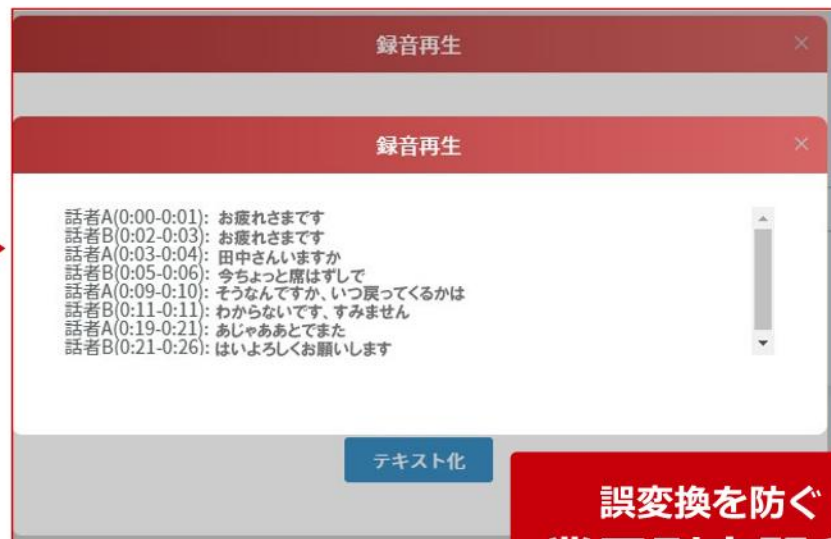 録音再生
録音再生
話者A(0:00-0:01): お疲れさまです
話者B(0:02-0:03): お疲れさまです
話者A(0:03-0:04): 田中さんいますか
話者B(0:05-0:06): 今ちょっと席はずしで
話者A(0:09-0:10): そうなんですか、いつ戻ってくるかは
話者B(0:11-0:11): わからないです、すみません
話者A(0:19-0:21): あじゃああとでまた
話者B(0:21-0:26): はいよろしくお願いします
テキスト化
誤変換を防ぐ